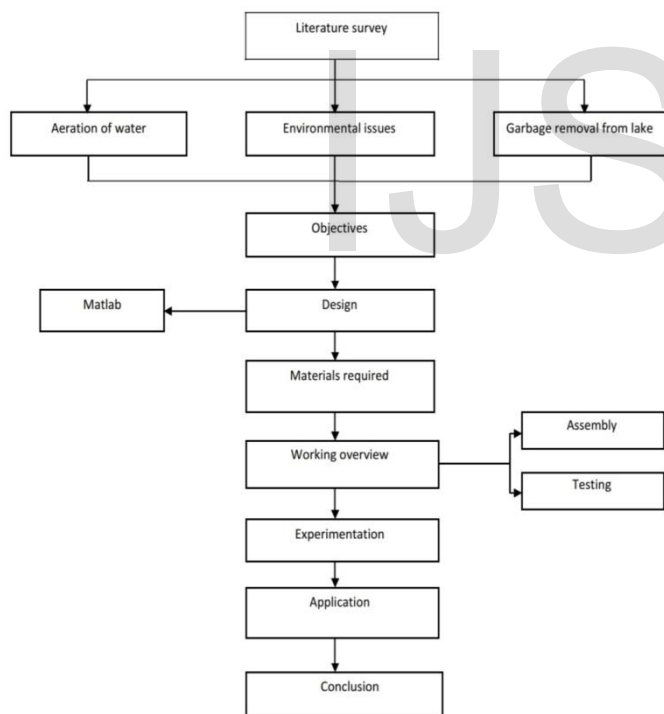 Literature survey
IJS
Aeration of water
Environmental issues
Garbage removal from lake
Objectives
Matlab
Design
Materials required
Working overview
Assembly
Testing
Experimentation
Application
Conclusion